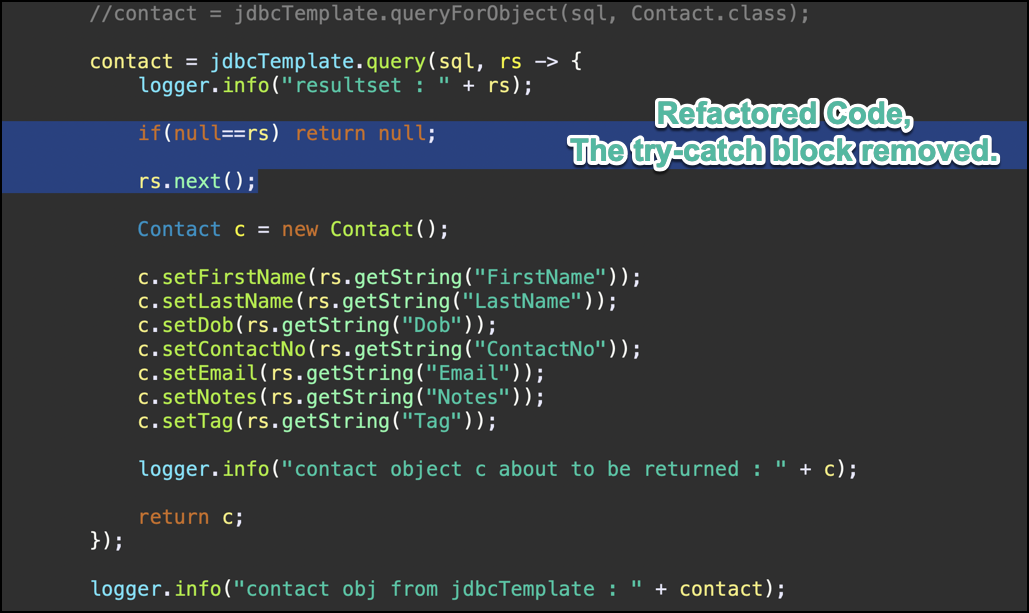 //contact = jdbcTemplate.queryForObject(sql, Contact.class);
contact = jdbcTemplate.query(sql, rs -> {
logger.info("resultset : " + rs);
if(null==rs) return null;
rs.next();
Refactored Code,
The try-catch block removed.
Contact c = new Contact();
c.setFirstName(rs.getString("FirstName"));
c.setLastName(rs.getString("LastName"));
c.setDob(rs.getString("Dob"));
c.setContactNo(rs.getString("ContactNo"));
c.setEmail(rs.getString("Email"));
c.setNotes(rs.getString("Notes"));
c.setTag(rs.getString("Tag"));
logger.info("contact object c about to be returned : " + c);
return c;
});
logger.info("contact obj from jdbcTemplate : " + contact);